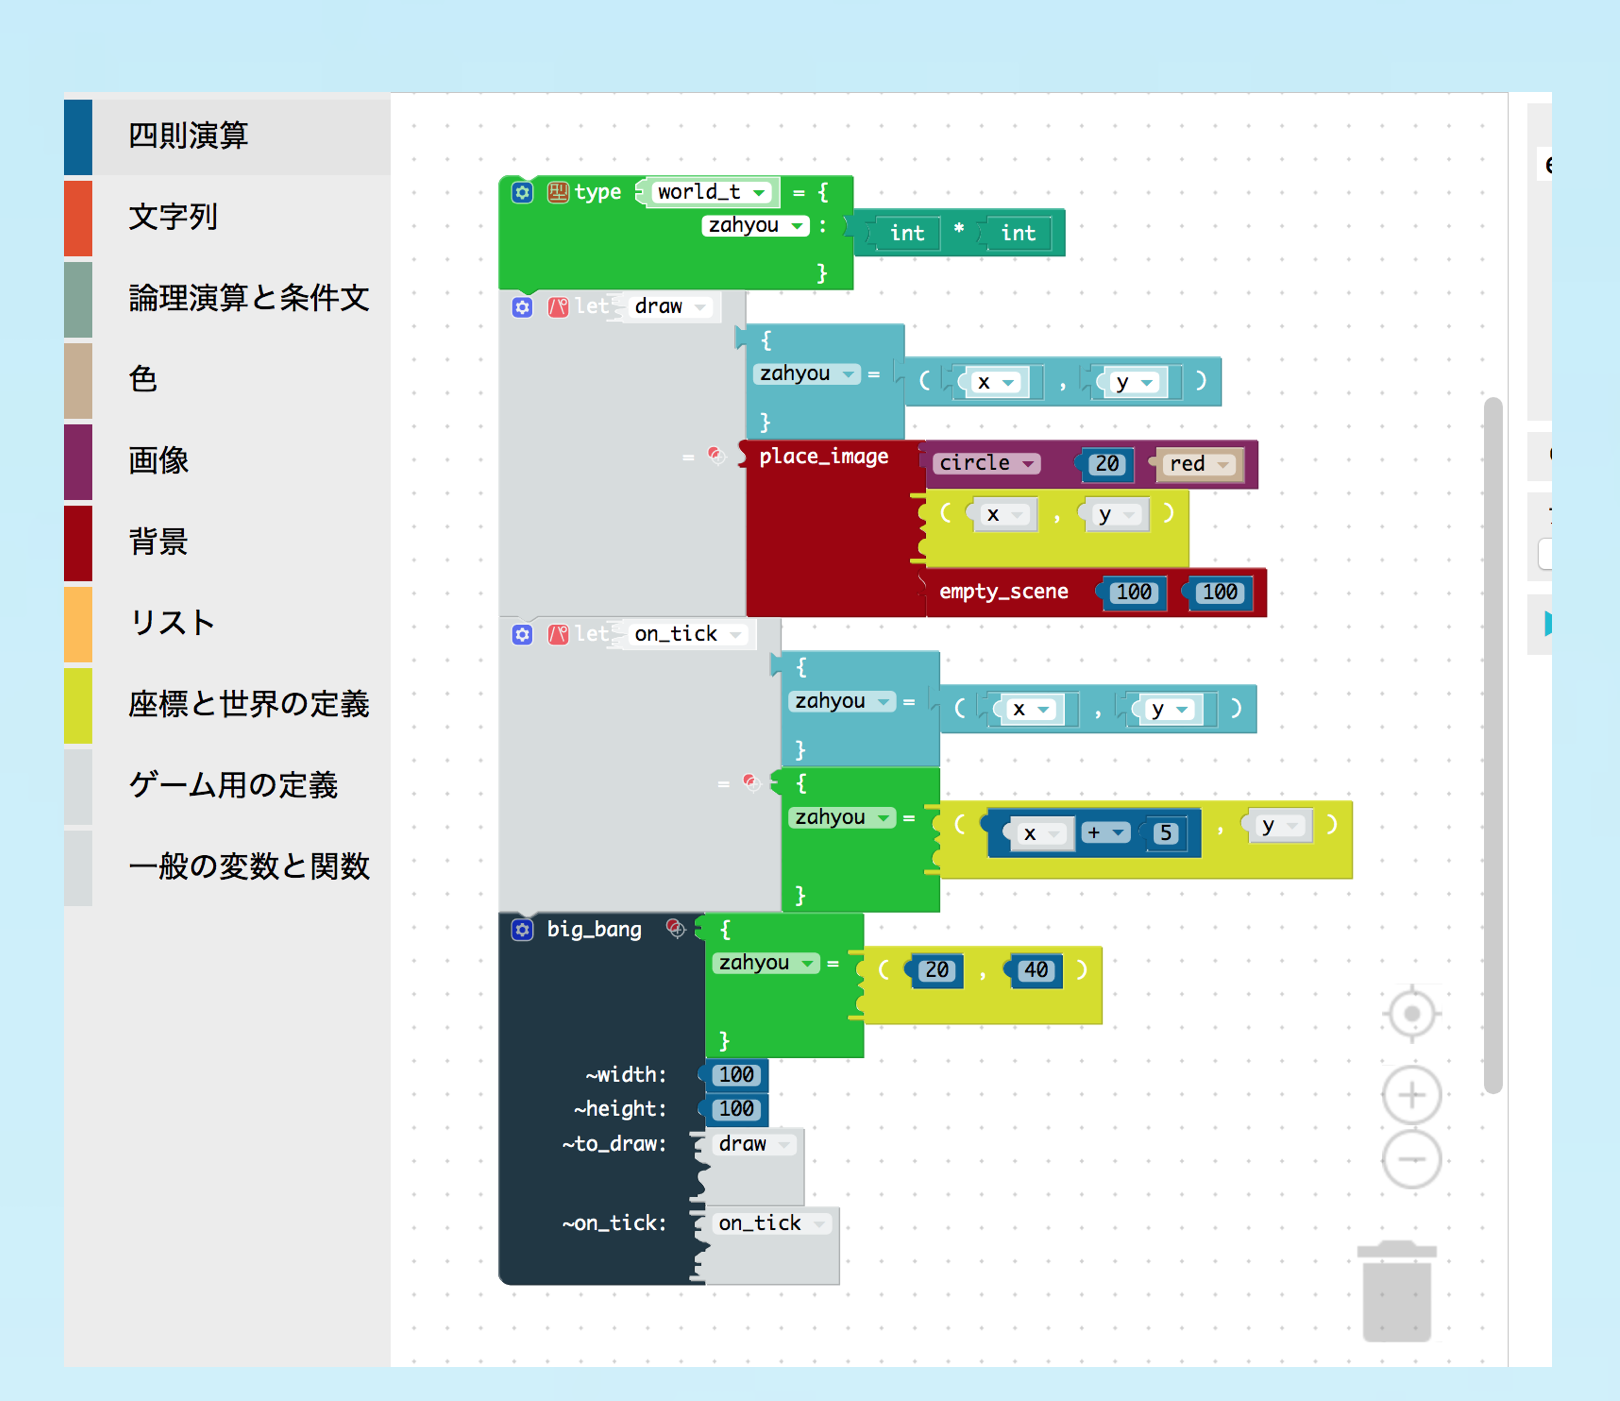 四則演算
文字列
論理演算と条件文
色
画像
背景
リスト
座標と世界の定義
ゲーム用の定義
一般の変数と関数
型 type world_t = {
zahyou : int * int
}
let draw
{
zahyou = ( x , y )
}
= place_image circle 20 red
( x , y )
empty_scene 100 100
let on_tick
{
zahyou = ( x , y )
}
= {
zahyou = ( x + 5 , y )
}
big_bang {
zahyou = ( 20 , 40 )
}
~width: 100
~height: 100
~to_draw: draw
~on_tick: on_tick